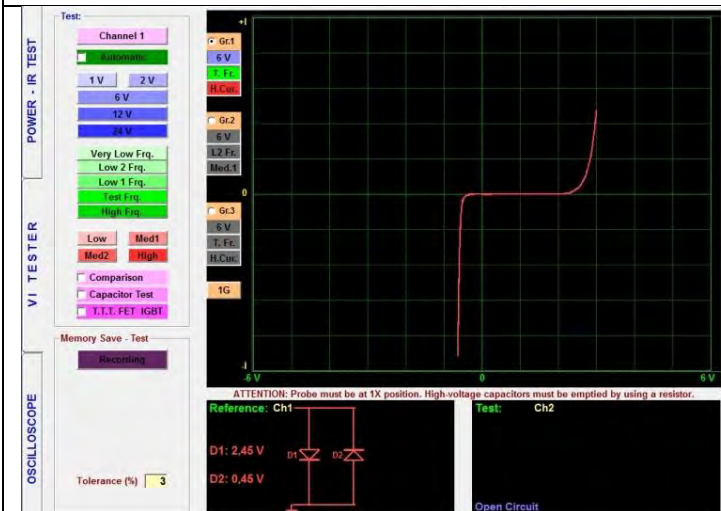 POWER - IR TEST
VI TESTER
OSCILLOSCOPE
Test:
Channel 1
Automatic
1 V 2 V
6 V
12 V
24 V
Very Low Frq.
Low 2 Frq.
Low 1 Frq.
Test Frq.
High Frq.
Low Med1
Med2 High
Comparison
Capacitor Test
T.T.T. FET IGBT
Memory Save - Test
Recording
Tolerance (%) 3
Gr.1
6 V
T. Fr.
H.Cur.
Gr.2
6 V
L2 Fr.
Med.1
Gr.3
6 V
T. Fr.
H.Cur.
1G
+I
0
-I
-6 V 0 6 V
ATTENTION: Probe must be at 1X position. High-voltage capacitors must be emptied by using a resistor.
Reference: Ch1
D1: 2,45 V
D2: 0,45 V
D1 D2
Test: Ch2
Open Circuit